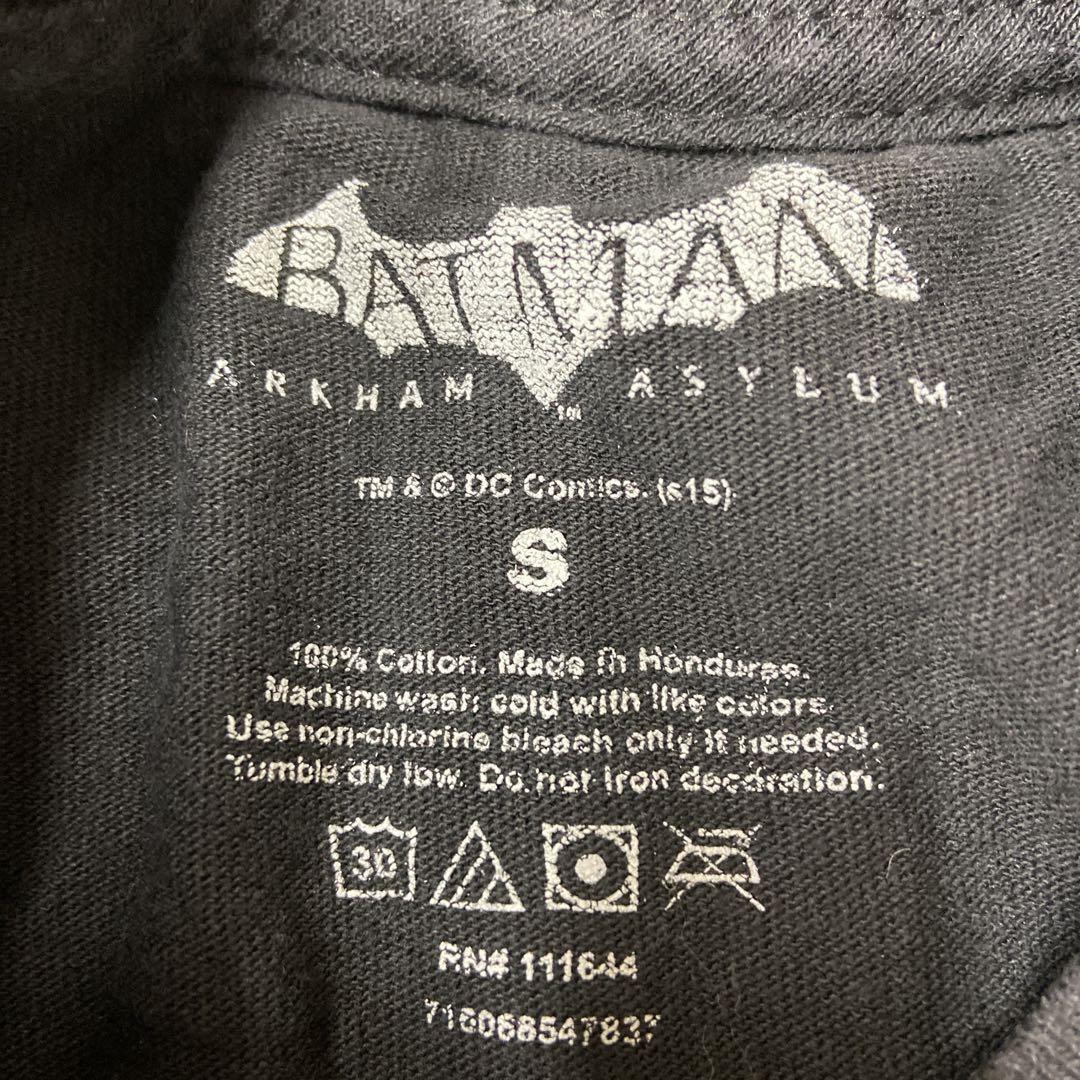 BATMAN
ARKHAM ASYLUM
TM
TM & © DC Comics. (s15)
S
100% Cotton. Made in Honduras.
Machine wash cold with like colors.
Use non-chlorine bleach only if needed.
Tumble dry low. Do not iron decoration.
30
RN# 111644
716068547837